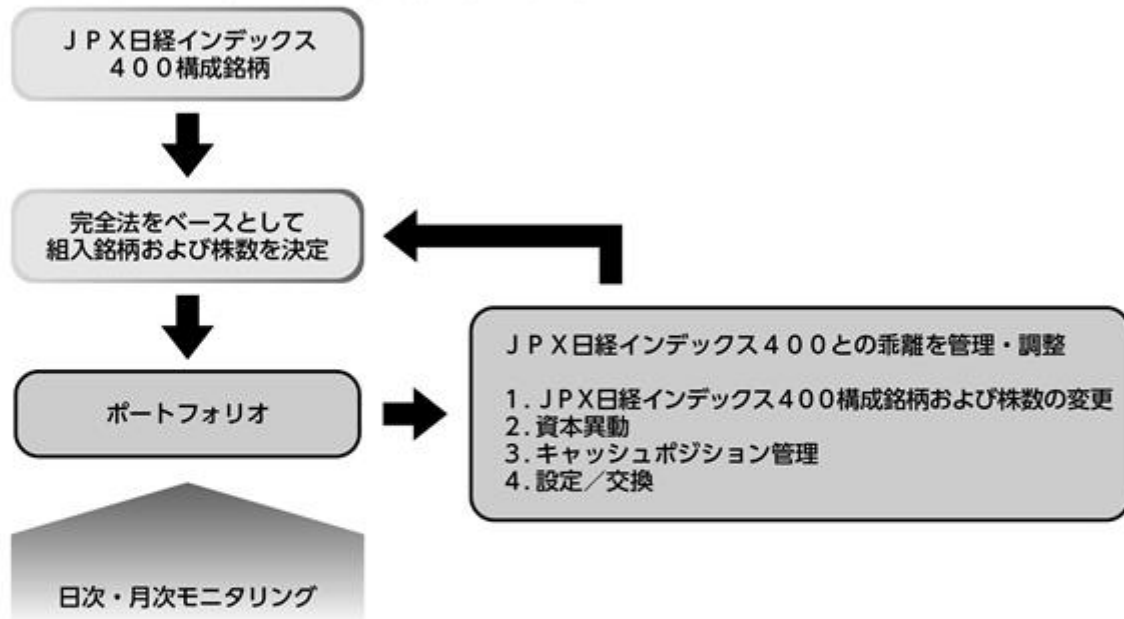 ＪＰＸ日経インデックス
４００構成銘柄
完全法をベースとして
組入銘柄および株数を決定
ポートフォリオ
ＪＰＸ日経インデックス４００との乖離を管理・調整
１．ＪＰＸ日経インデックス４００構成銘柄および株数の変更
２．資本異動
３．キャッシュポジション管理
４．設定／交換
日次・月次モニタリング